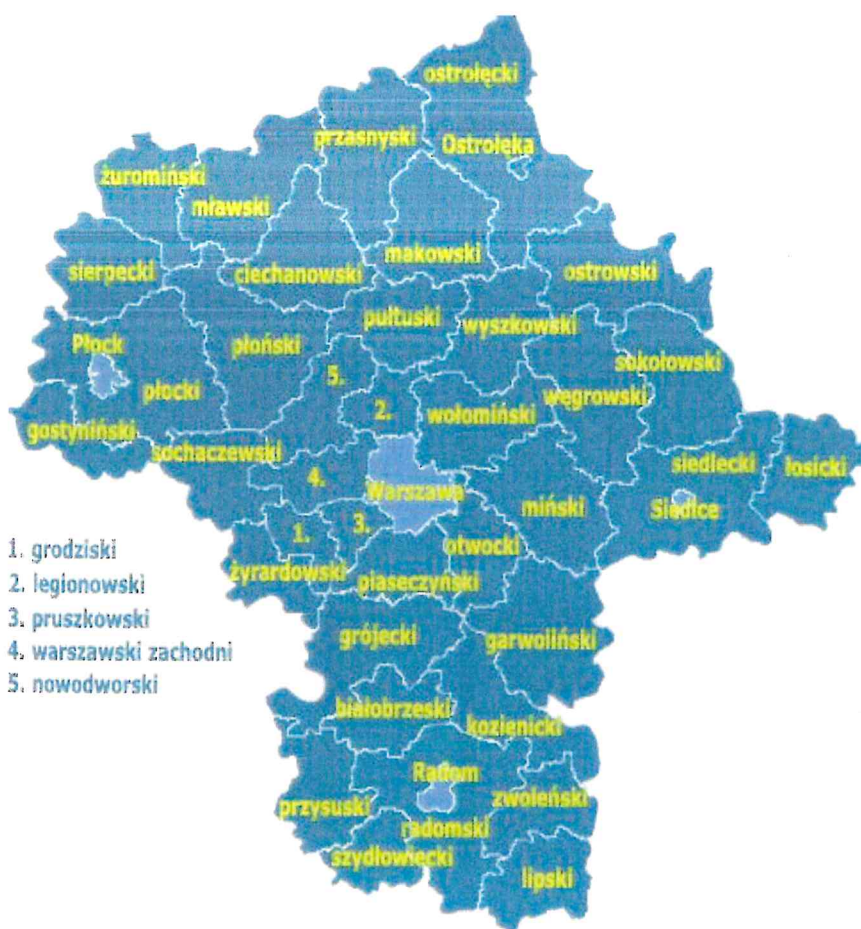 ostrołęcki
przasnyski
Ostrołęka
żuromiński
mławski
makowski
sierpecki
ciechanowski
ostrowski
pułtuski
wyszkowski
Płock
płoński
sokołowski
5.
płocki
2.
wołomiński
węgrowski
gostyniński
sochaczewski
siedlecki
łosicki
4.
Warszawa
miński
Siedlce
1.
3.
otwocki
żyrardowski
piaseczyński
grójecki
garwoliński
białobrzeski
kozienicki
Radom
przysuski
zwoleński
radomski
szydłowiecki
lipski
1. grodziski
2. legionowski
3. pruszkowski
4. warszawski zachodni
5. nowodworski